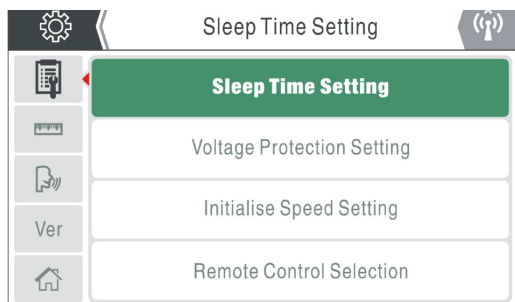 Sleep Time Setting
Sleep Time Setting
Voltage Protection Setting
Initialise Speed Setting
Ver
Remote Control Selection